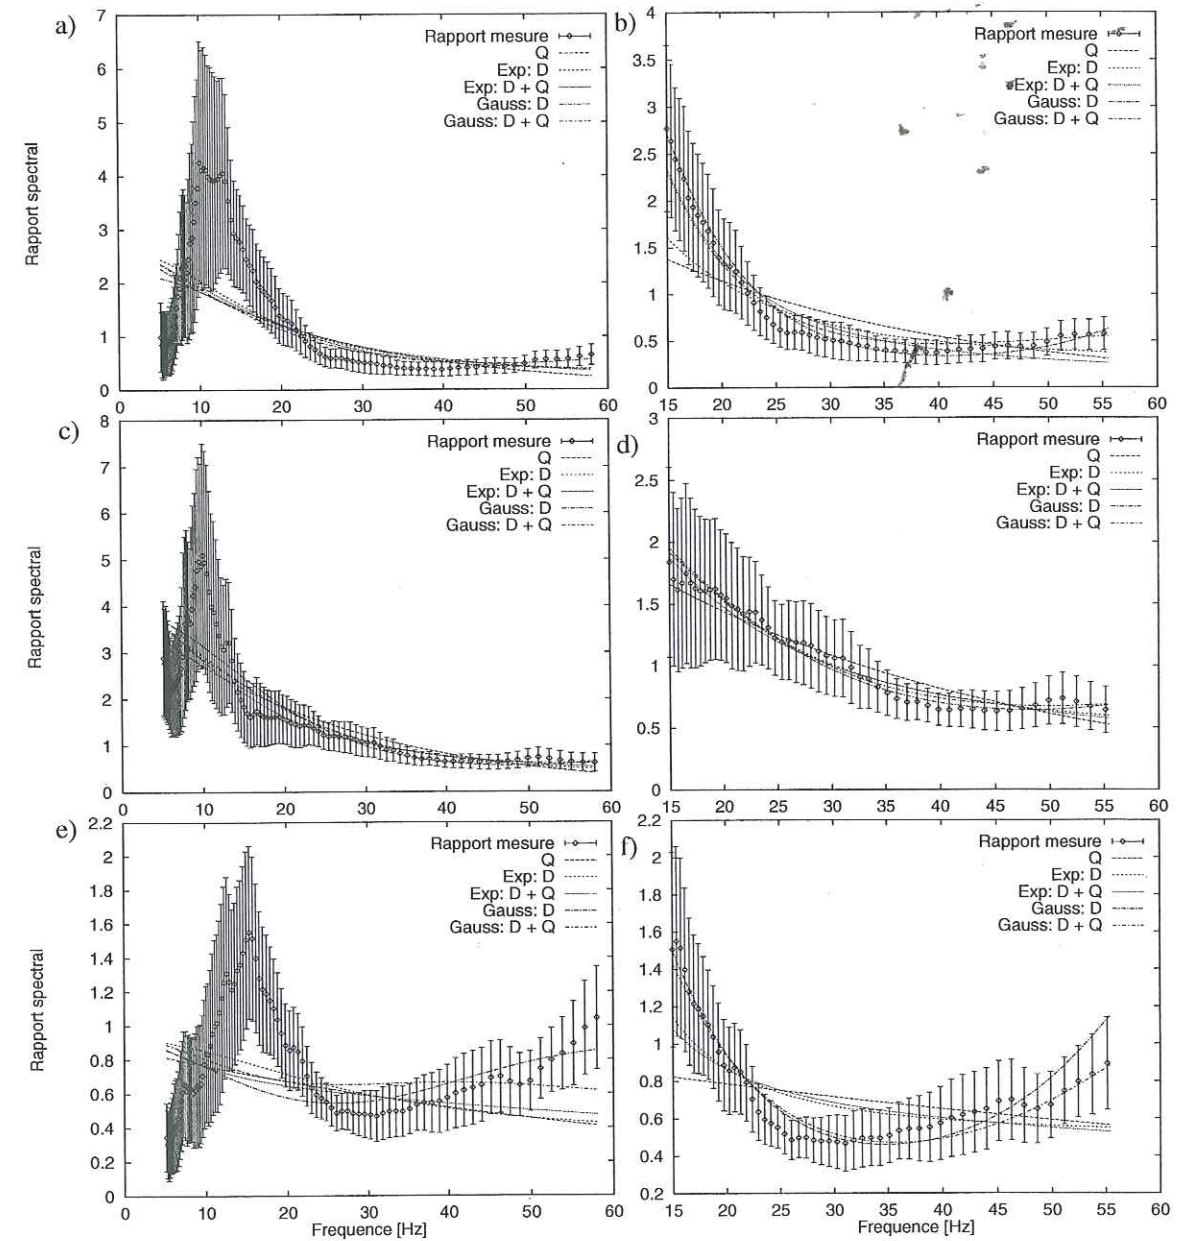 a)
Rapport mesure
Q
Exp: D
Exp: D + Q
Gauss: D
Gauss: D + Q
Rapport spectral
7
6
5
4
3
2
1
0
0 10 20 30 40 50 60
b)
Rapport mesure
Q
Exp: D
Exp: D + Q
Gauss: D
Gauss: D + Q
4
3.5
3
2.5
2
1.5
1
0.5
0
15 20 25 30 35 40 45 50 55 60
c)
Rapport mesure
Q
Exp: D
Exp: D + Q
Gauss: D
Gauss: D + Q
Rapport spectral
8
7
6
5
4
3
2
1
0
0 10 20 30 40 50 60
d)
Rapport mesure
Q
Exp: D
Exp: D + Q
Gauss: D
Gauss: D + Q
3
2.5
2
1.5
1
0.5
0
15 20 25 30 35 40 45 50 55 60
e)
Rapport mesure
Q
Exp: D
Exp: D + Q
Gauss: D
Gauss: D + Q
Rapport spectral
2.2
2
1.8
1.6
1.4
1.2
1
0.8
0.6
0.4
0.2
0
0 10 20 30 40 50 60
Frequence [Hz]
f)
Rapport mesure
Q
Exp: D
Exp: D + Q
Gauss: D
Gauss: D + Q
2.2
2
1.8
1.6
1.4
1.2
1
0.8
0.6
0.4
0.2
15 20 25 30 35 40 45 50 55 60
Frequence [Hz]